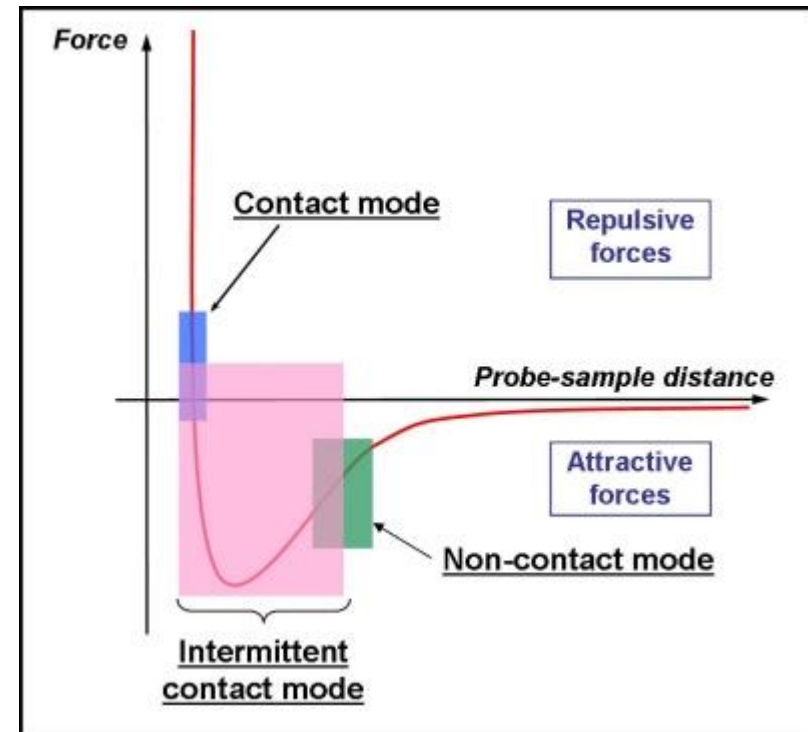 Force
Contact mode
Repulsive
forces
Probe-sample distance
Attractive
forces
Non-contact mode
Intermittent
contact mode